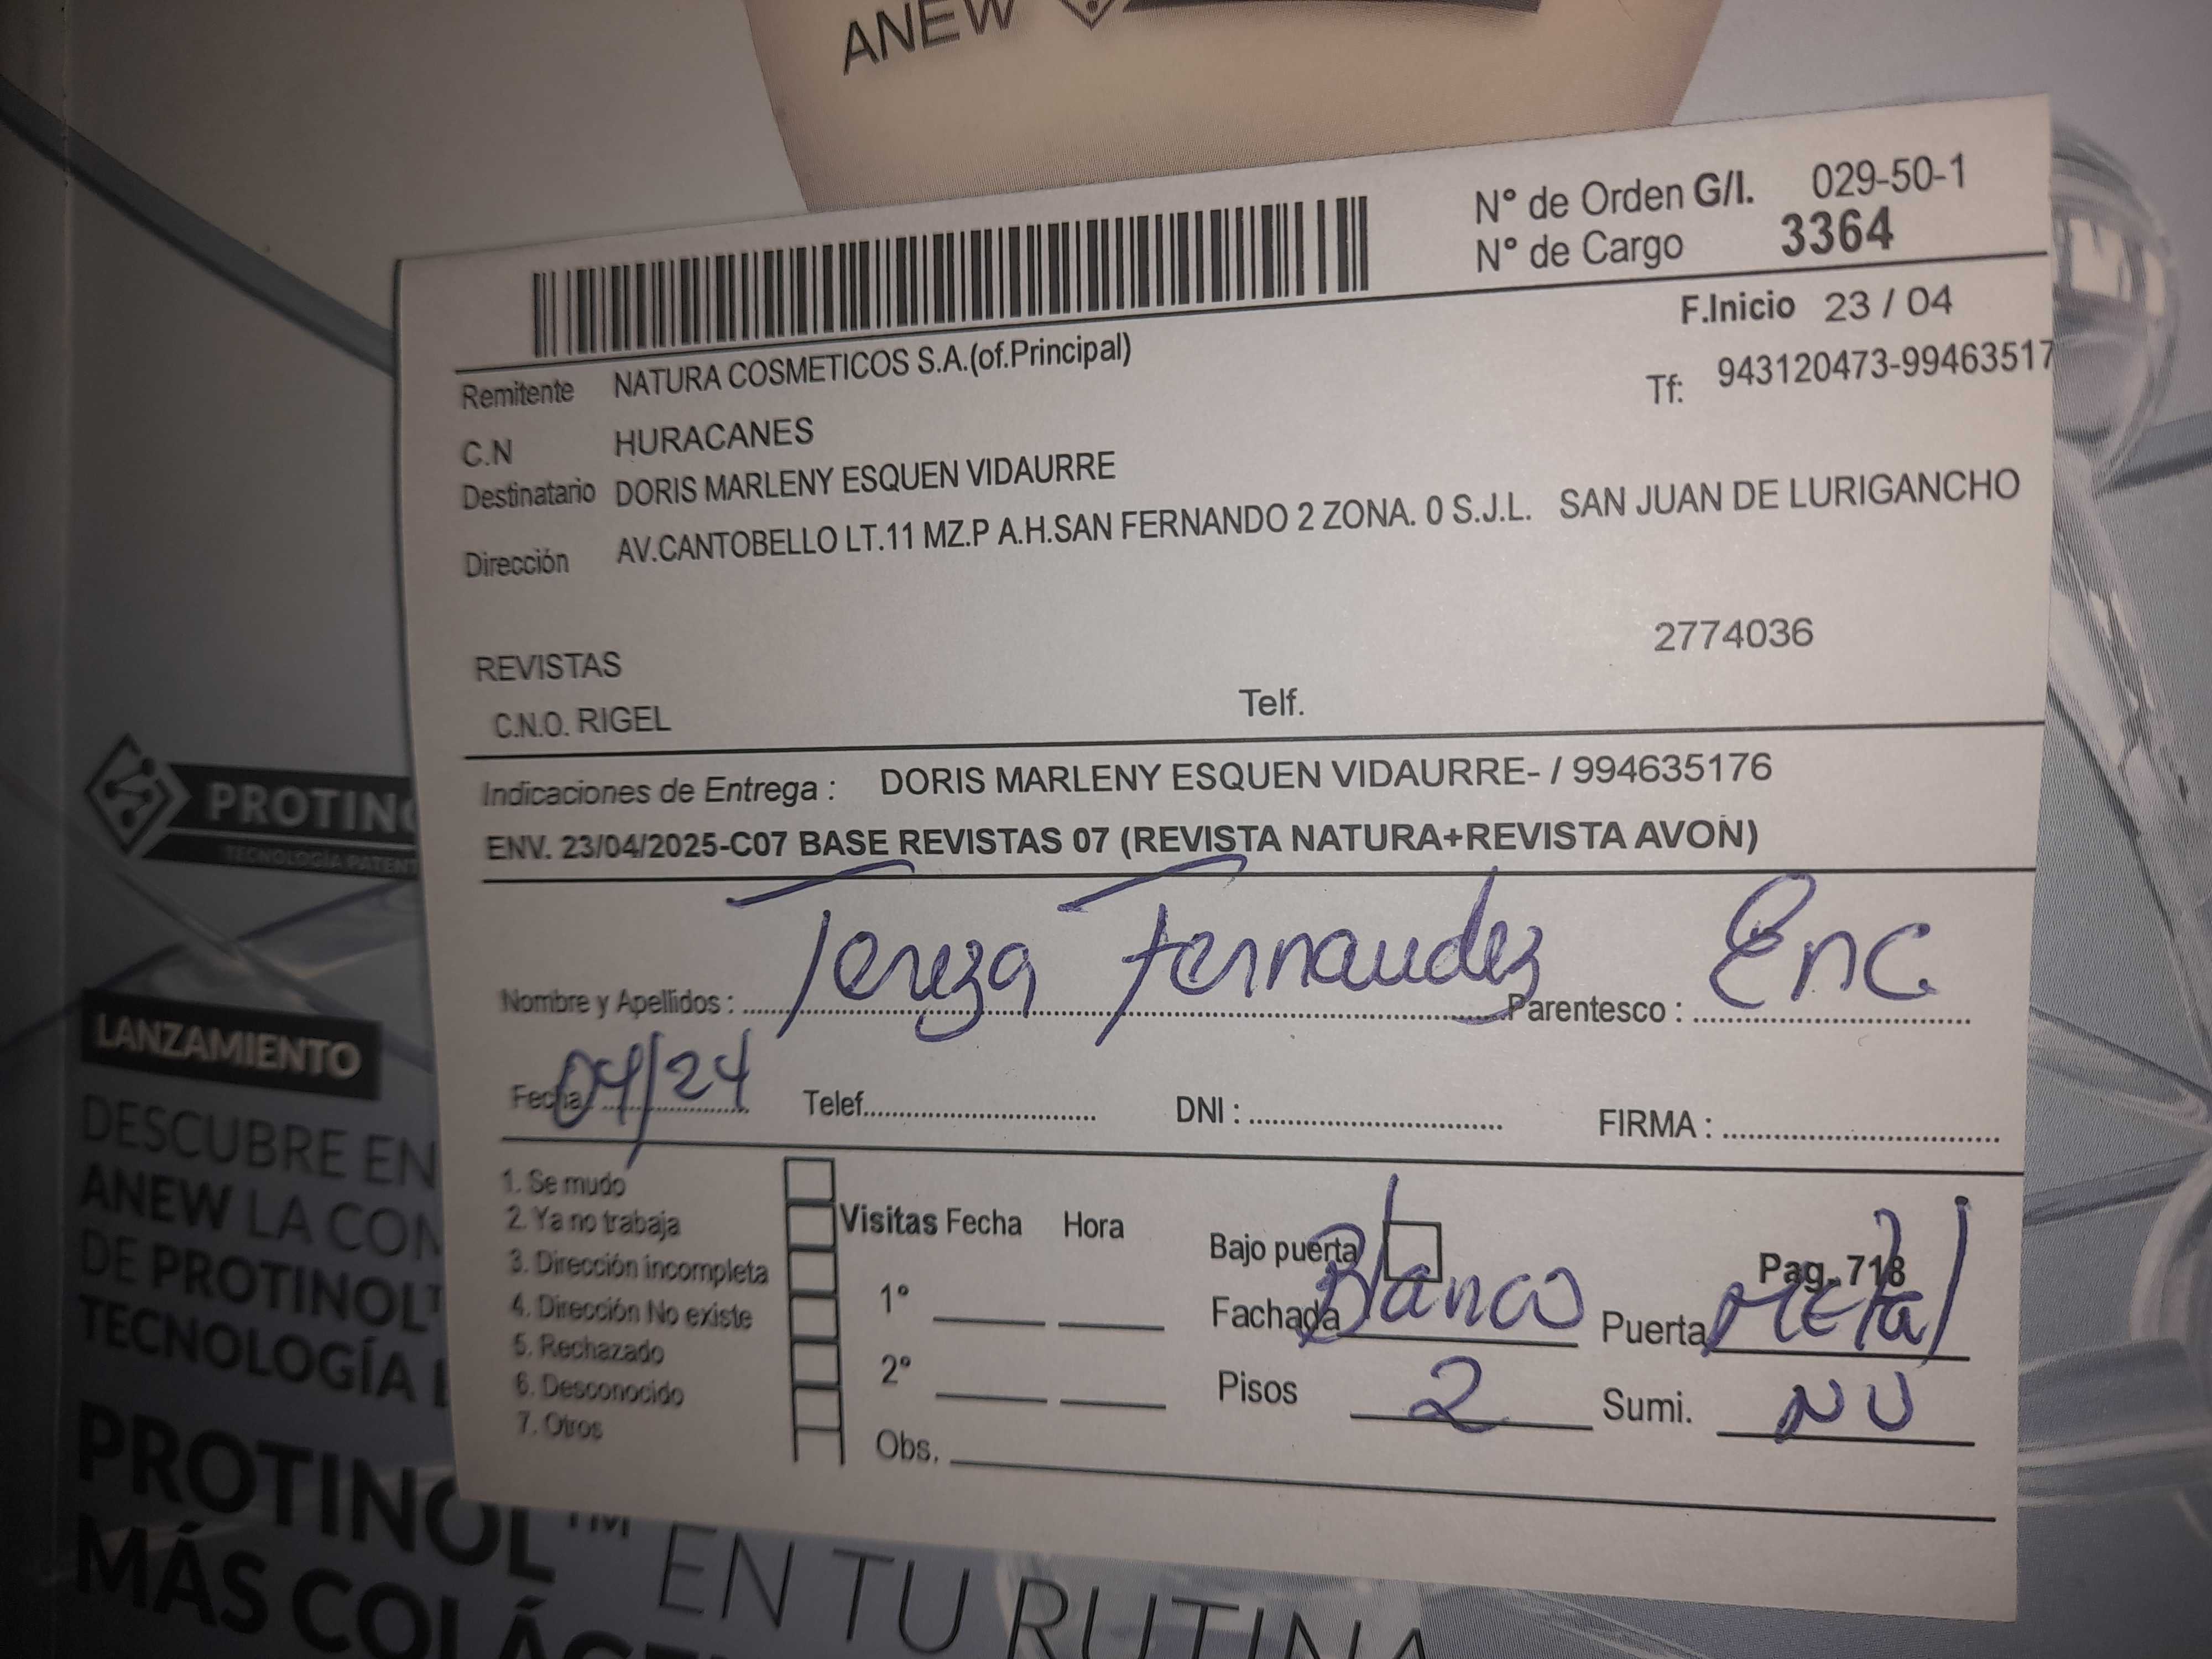 ANEW
N° de Orden G/I. 029-50-1
N° de Cargo 3364
F.Inicio 23 / 04
Remitente NATURA COSMETICOS S.A.(of.Principal)
Tf: 943120473-99463517
C.N HURACANES
Destinatario DORIS MARLENY ESQUEN VIDAURRE
Dirección AV.CANTOBELLO LT.11 MZ.P A.H.SAN FERNANDO 2 ZONA. 0 S.J.L. SAN JUAN DE LURIGANCHO
2774036
REVISTAS
C.N.O. RIGEL Telf.
Indicaciones de Entrega : DORIS MARLENY ESQUEN VIDAURRE- / 994635176
ENV. 23/04/2025-C07 BASE REVISTAS 07 (REVISTA NATURA+REVISTA AVON)
Nombre y Apellidos : Tereza Fernandez Parentesco : Enc.
Fecha 04/24 Telef. DNI : FIRMA :
1. Se mudo
2. Ya no trabaja
3. Dirección incompleta
4. Dirección No existe
5. Rechazado
6. Desconocido
7. Otros
Visitas Fecha Hora
1°
2°
Obs.
Bajo puerta Pag. 718
Fachada Blanco Puerta Metal
Pisos 2 Sumi. NU
PROTINO
TECNOLOGÍA PATENT
LANZAMIENTO
DESCUBRE EN
ANEW LA CON
DE PROTINOL
TECNOLOGÍA
PROTINOL™ EN TU RUTINA
MÁS COLÁGE